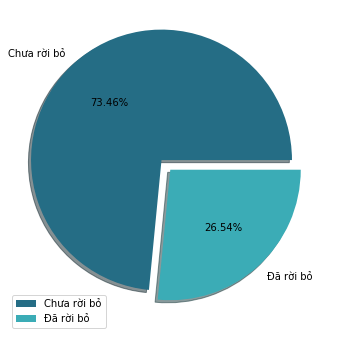 Chưa rời bỏ
73.46%
26.54%
Đã rời bỏ
Chưa rời bỏ
Đã rời bỏ